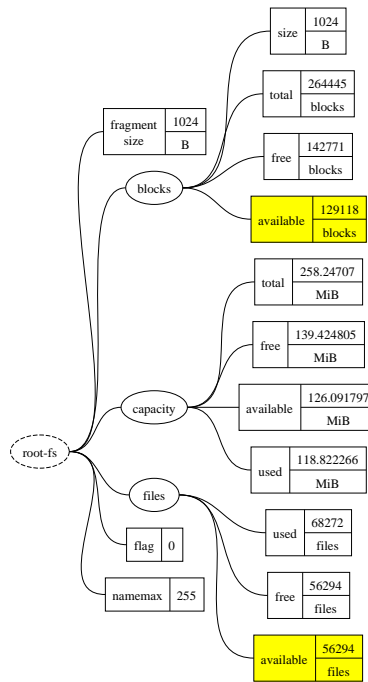 size
1024
B
total
264445
blocks
fragment
size
1024
B
free
142771
blocks
blocks
available
129118
blocks
total
258.24707
MiB
free
139.424805
MiB
capacity
available
126.091797
MiB
root-fs
used
118.822266
MiB
files
used
68272
files
flag
0
namemax
255
free
56294
files
available
56294
files